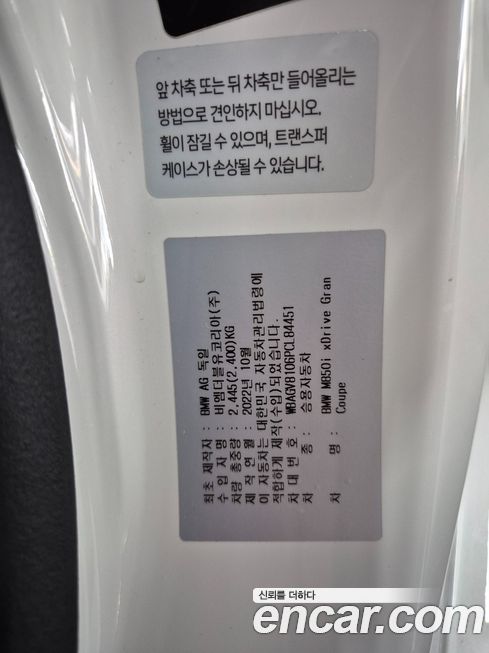 앞 차축 또는 뒤 차축만 들어올리는
방법으로 견인하지 마십시오.
휠이 잠길 수 있으며, 트랜스퍼
케이스가 손상될 수 있습니다.
최초 제작자 : BMW AG 독일
수 입 자 명 : 비엠더블유코리아(주)
차량 총중량 : 2,445(2,400)KG
제 작 연 월 : 2022년 10월
이 자동차는 대한민국 자동차관리법령에
적합하게 제작(수입)되었습니다.
차 대 번 호 : WBAGV8106PCL84451
차 종 : 승용자동차
차 명 : BMW M850i xDrive Gran
Coupe
신뢰를 더하다
encar.com